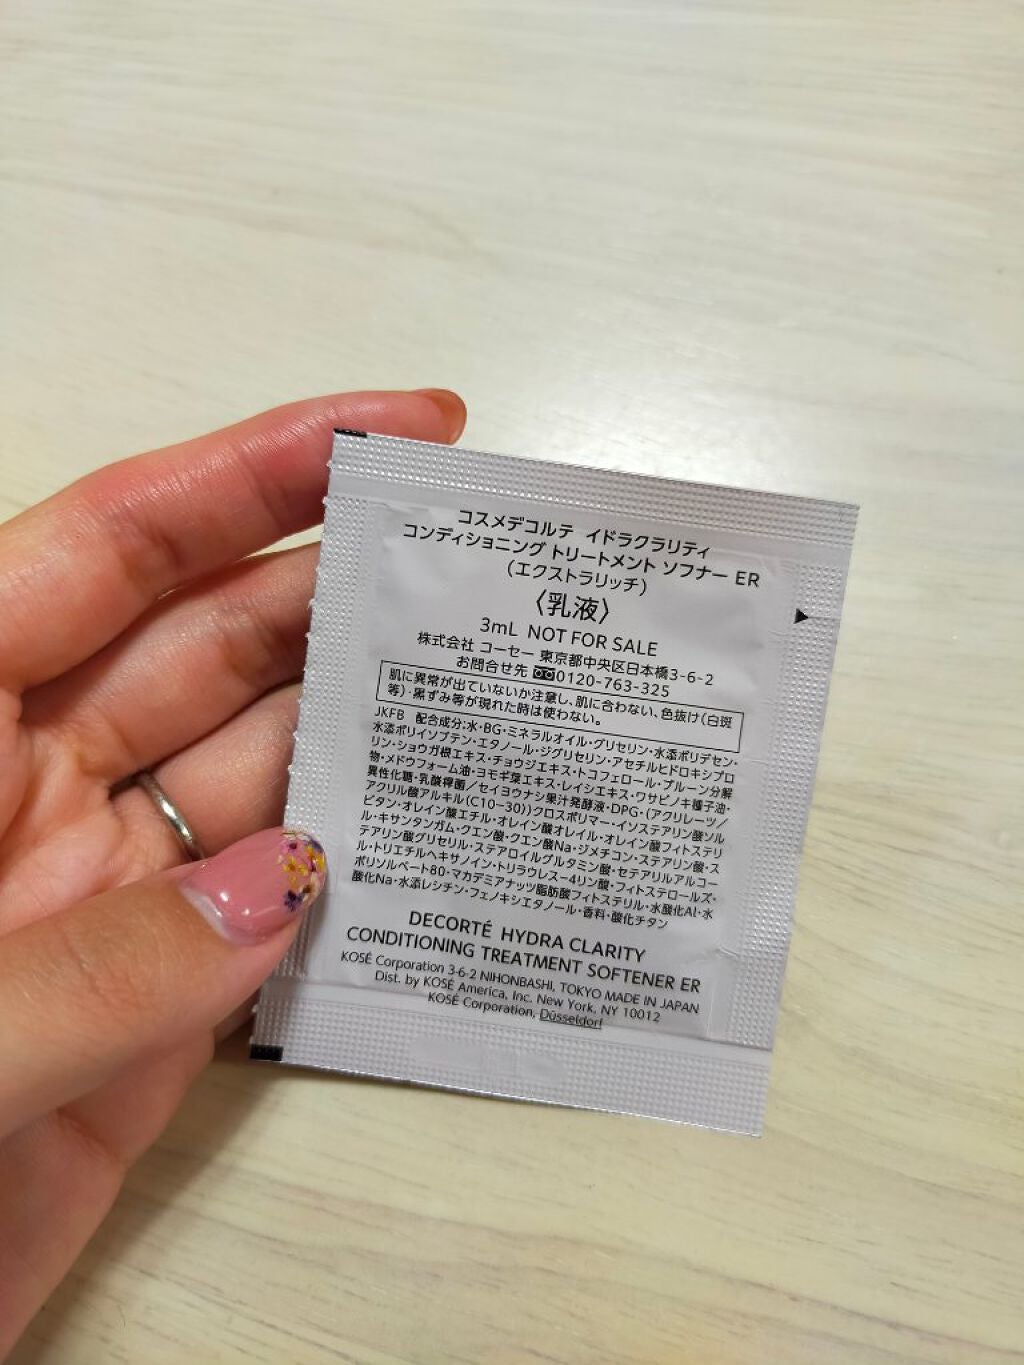 コスメデコルテ イドラクラリティ
コンディショニング トリートメント ソフナー ER
（エクストラリッチ）
〈乳液〉
3mL NOT FOR SALE
株式会社 コーセー 東京都中央区日本橋3-6-2
お問合せ先 0120-763-325
肌に異常が出ていないか注意し、肌に合わない、色抜け（白斑
等）・黒ずみ等が現れた時は使わない。
JKFB 配合成分：水・BG・ミネラルオイル・グリセリン・水添ポリデセン・
水添ポリイソブテン・エタノール・ジグリセリン・アセチルヒドロキシプロ
リン・ショウガ根エキス・チョウジエキス・トコフェロール・プルーン分解
物・メドウフォーム油・ヨモギ葉エキス・レイシエキス・ワサビノキ種子油・
異性化糖・乳酸桿菌／セイヨウナシ果汁発酵液・DPG・（アクリレーツ／
アクリル酸アルキル（C10－30））クロスポリマー・イソステアリン酸ソル
ビタン・オレイン酸エチル・オレイン酸オレイル・オレイン酸フィトステリ
ル・キサンタンガム・クエン酸・クエン酸Na・ジメチコン・ステアリン酸・ス
テアリン酸グリセリル・ステアロイルグルタミン酸・セテアリルアルコー
ル・トリエチルヘキサノイン・トリラウレス－4リン酸・フィトステロールズ・
ポリソルベート80・マカデミアナッツ脂肪酸フィトステリル・水酸化Al・水
酸化Na・水添レシチン・フェノキシエタノール・香料・酸化チタン
DECORTÉ HYDRA CLARITY
CONDITIONING TREATMENT SOFTENER ER
KOSÉ Corporation 3-6-2 NIHONBASHI, TOKYO MADE IN JAPAN
Dist. by KOSÉ America, Inc. New York, NY 10012
KOSÉ Corporation, Düsseldorf